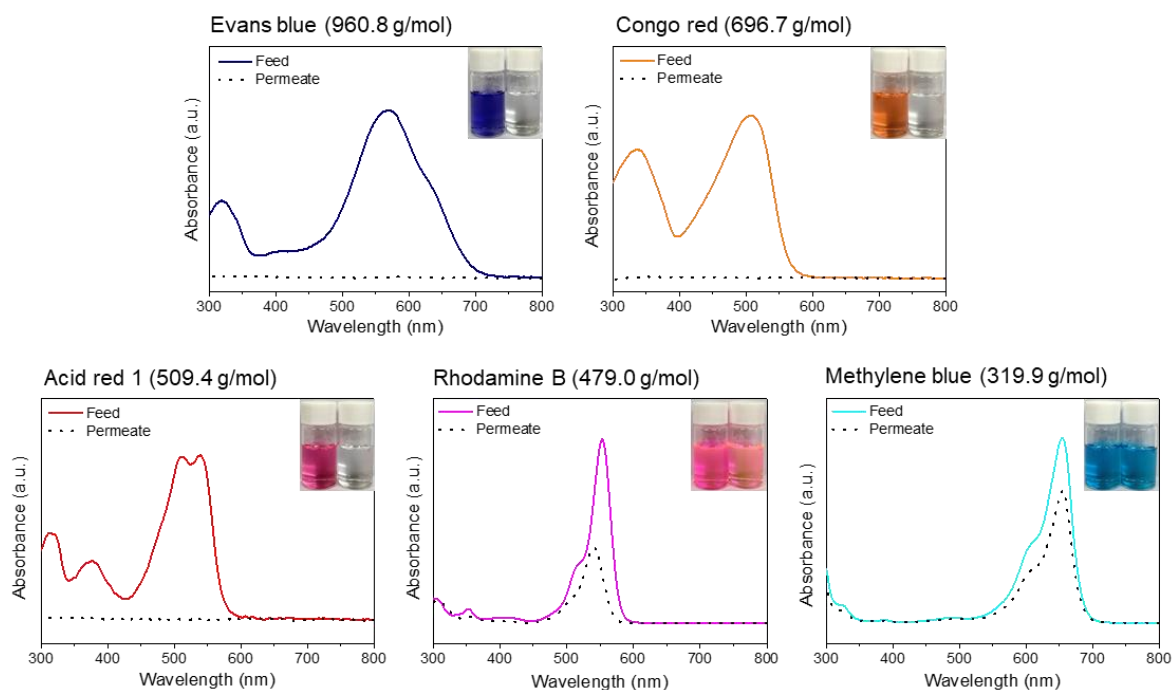 Evans blue (960.8 g/mol)
Feed
Permeate
Absorbance (a.u.)
300 400 500 600 700 800
Wavelength (nm)
Congo red (696.7 g/mol)
Feed
Permeate
Absorbance (a.u.)
300 400 500 600 700 800
Wavelength (nm)
Acid red 1 (509.4 g/mol)
Feed
Permeate
Absorbance (a.u.)
300 400 500 600 700 800
Wavelength (nm)
Rhodamine B (479.0 g/mol)
Feed
Permeate
Absorbance (a.u.)
300 400 500 600 700 800
Wavelength (nm)
Methylene blue (319.9 g/mol)
Feed
Permeate
Absorbance (a.u.)
300 400 500 600 700 800
Wavelength (nm)